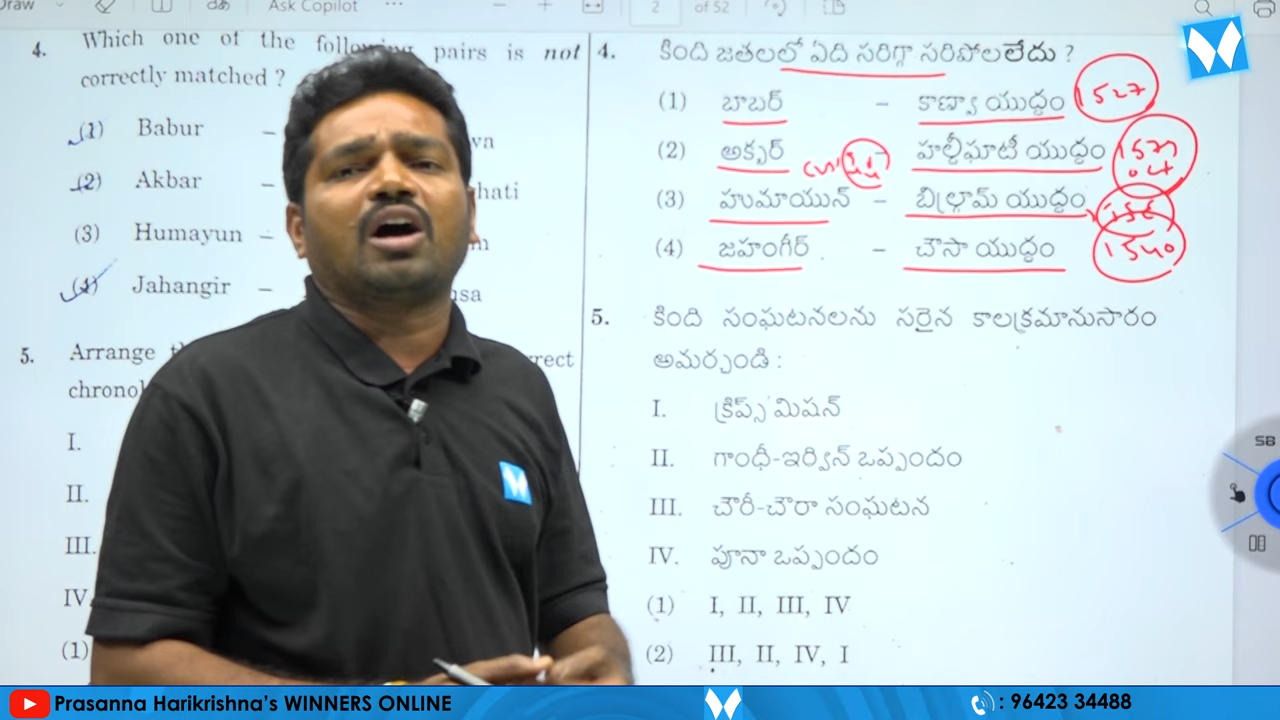 Draw
Ask Copilot
2 of 52
4. Which one of the following pairs is not
correctly matched ?
(1) Babur –
(2) Akbar –
(3) Humayun –
(4) Jahangir –
5. Arrange
I.
II.
III.
IV.
(1)
4. కింది జతలలో ఏది సరిగ్గా సరిపోలలేదు ?
(1) బాబర్ – కాణ్వా యుద్ధం 1527
(2) అక్బర్ – హల్దీఘాటీ యుద్ధం
(3) హుమాయున్ – బిల్గ్రామ్ యుద్ధం
(4) జహంగీర్ – చౌసా యుద్ధం 1540
5. కింది సంఘటనలను సరైన కాలక్రమానుసారం
అమర్చండి :
I. క్రిప్స్ మిషన్
II. గాంధీ-ఇర్విన్ ఒప్పందం
III. చౌరీ-చౌరా సంఘటన
IV. పూనా ఒప్పందం
(1) I, II, III, IV
(2) III, II, IV, I
58
Prasanna Harikrishna's WINNERS ONLINE
: 96423 34488